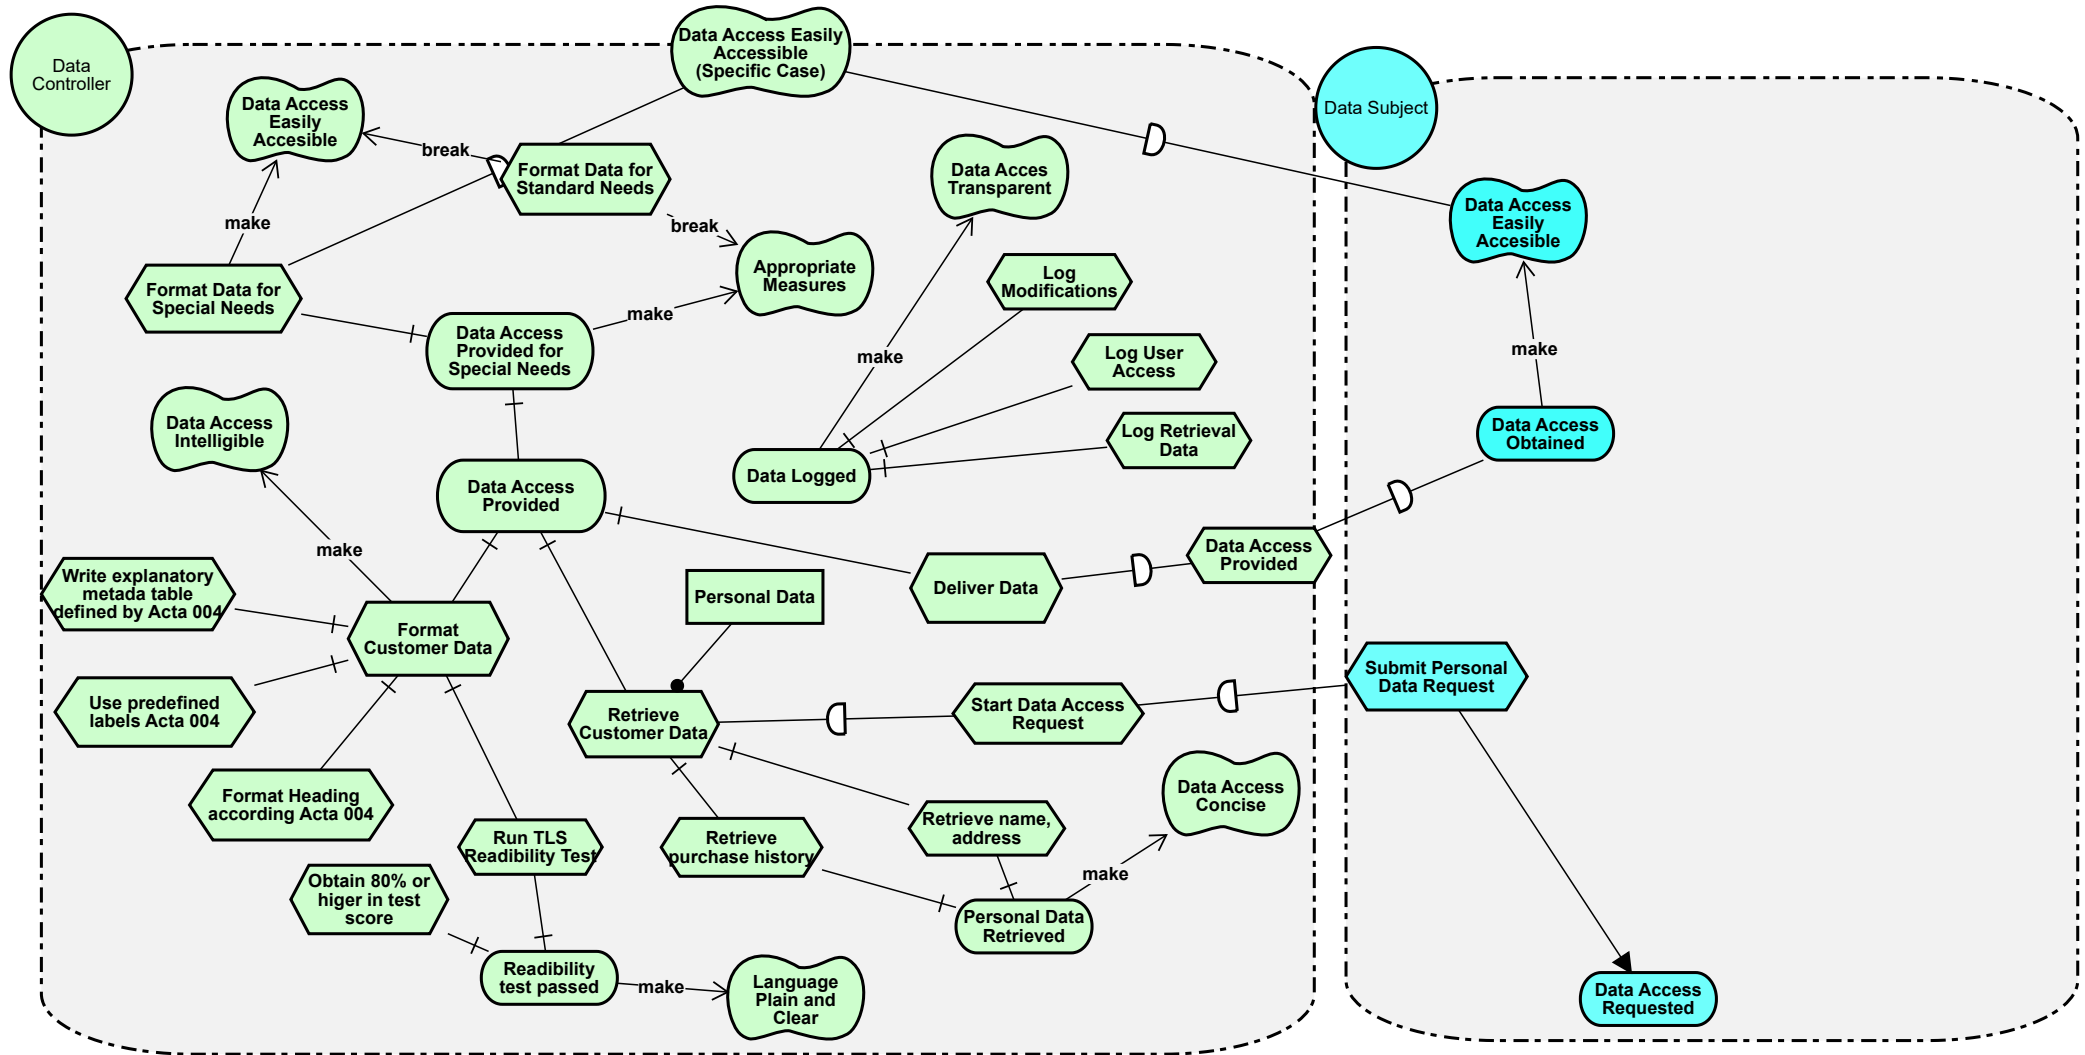 Data
Controller
Data Access Easily
Accessible
(Specific Case)
Data Subject
Data Access
Easily
Accesible
break
Format Data for
Standard Needs
Data Acces
Transparent
Data Access
Easily
Accesible
make
break
Appropriate
Measures
Log
Modifications
Format Data for
Special Needs
make
Data Access
Provided for
Special Needs
make
Log User
Access
make
Data Access
Intelligible
Log Retrieval
Data
Data Access
Obtained
Data Logged
Data Access
Provided
make
Data Access
Provided
Write explanatory
metada table
defined by Acta 004
Personal Data
Deliver Data
Format
Customer Data
Submit Personal
Data Request
Use predefined
labels Acta 004
Retrieve
Customer Data
Start Data Access
Request
Format Heading
according Acta 004
Data Access
Concise
Run TLS
Readibility Test
Retrieve
purchase history
Retrieve name,
address
make
Obtain 80% or
higer in test
score
Personal Data
Retrieved
Readibility
test passed
make
Language
Plain and
Clear
Data Access
Requested